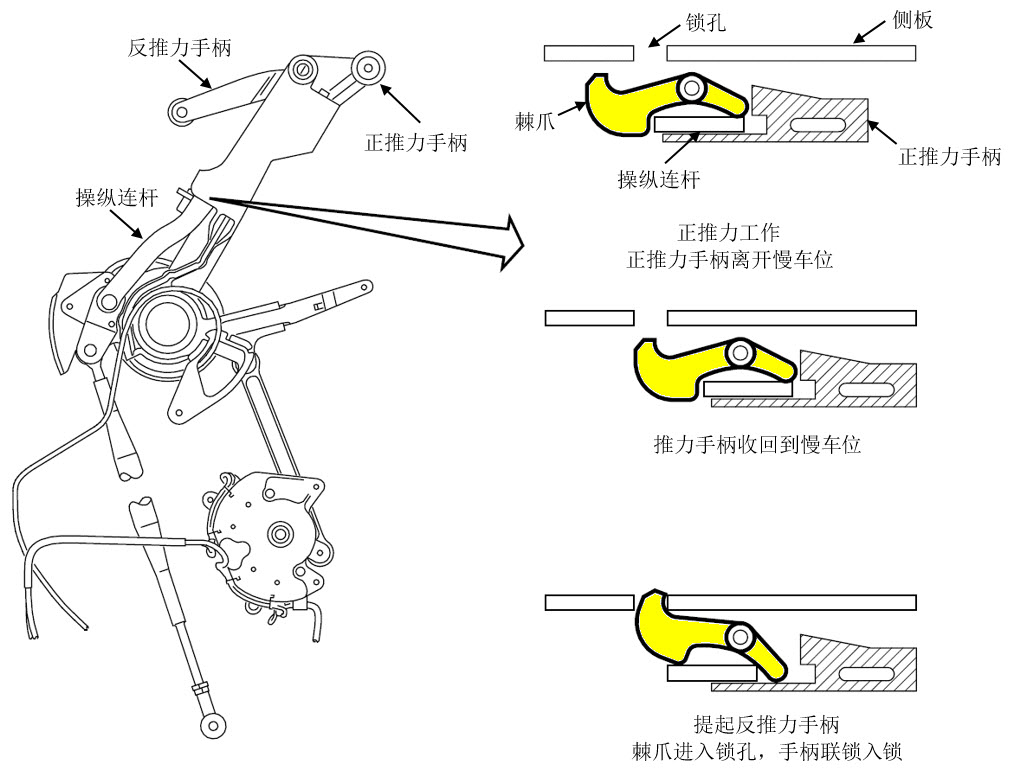 反推力手柄
正推力手柄
操纵连杆
锁孔
侧板
棘爪
操纵连杆
正推力手柄
正推力工作
正推力手柄离开慢车位
推力手柄收回到慢车位
提起反推力手柄
棘爪进入锁孔，手柄联锁入锁